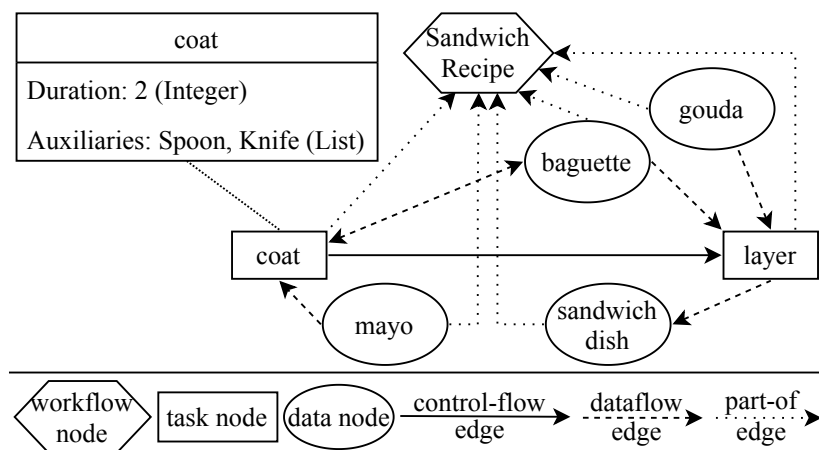 coat
Duration: 2 (Integer)
Auxiliaries: Spoon, Knife (List)
Sandwich
Recipe
gouda
baguette
coat
layer
mayo
sandwich
dish
workflow
node
task node
data node
control-flow
edge
dataflow
edge
part-of
edge